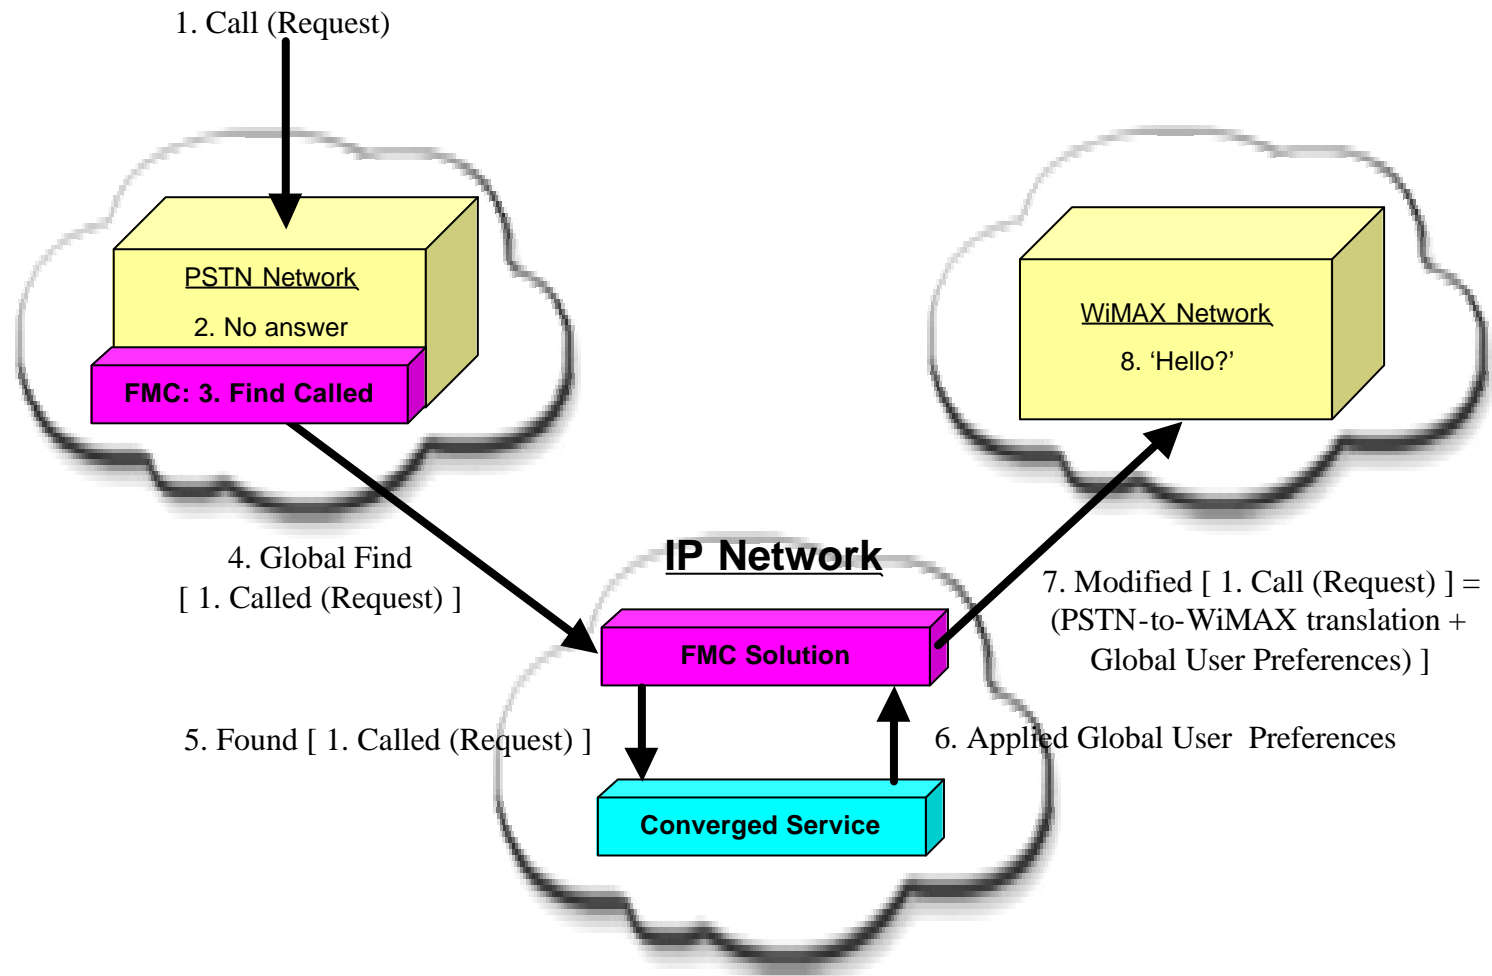 1. Call (Request)
PSTN Network
2. No answer
FMC: 3. Find Called
WiMAX Network
8. ‘Hello?’
4. Global Find
[ 1. Called (Request) ]
IP Network
7. Modified [ 1. Call (Request) ] =
(PSTN-to-WiMAX translation +
Global User Preferences) ]
FMC Solution
5. Found [ 1. Called (Request) ]
6. Applied Global User Preferences
Converged Service